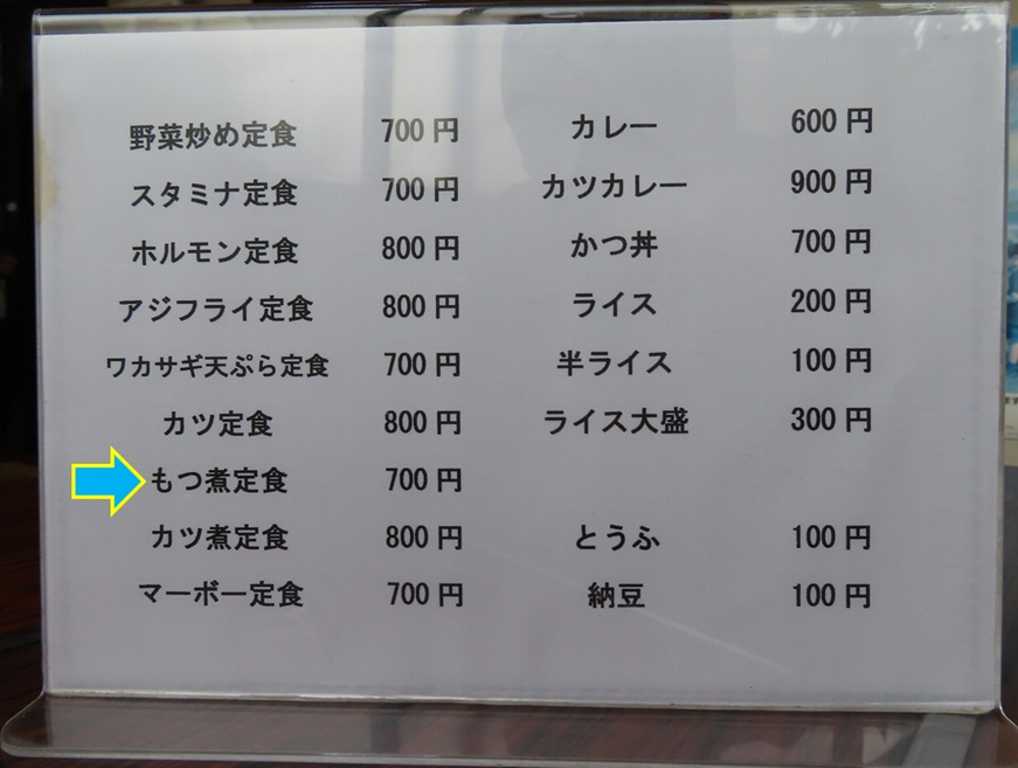 野菜炒め定食 700円 カレー 600円
スタミナ定食 700円 カツカレー 900円
ホルモン定食 800円 かつ丼 700円
アジフライ定食 800円 ライス 200円
ワカサギ天ぷら定食 700円 半ライス 100円
カツ定食 800円 ライス大盛 300円
もつ煮定食 700円
カツ煮定食 800円 とうふ 100円
マーボー定食 700円 納豆 100円